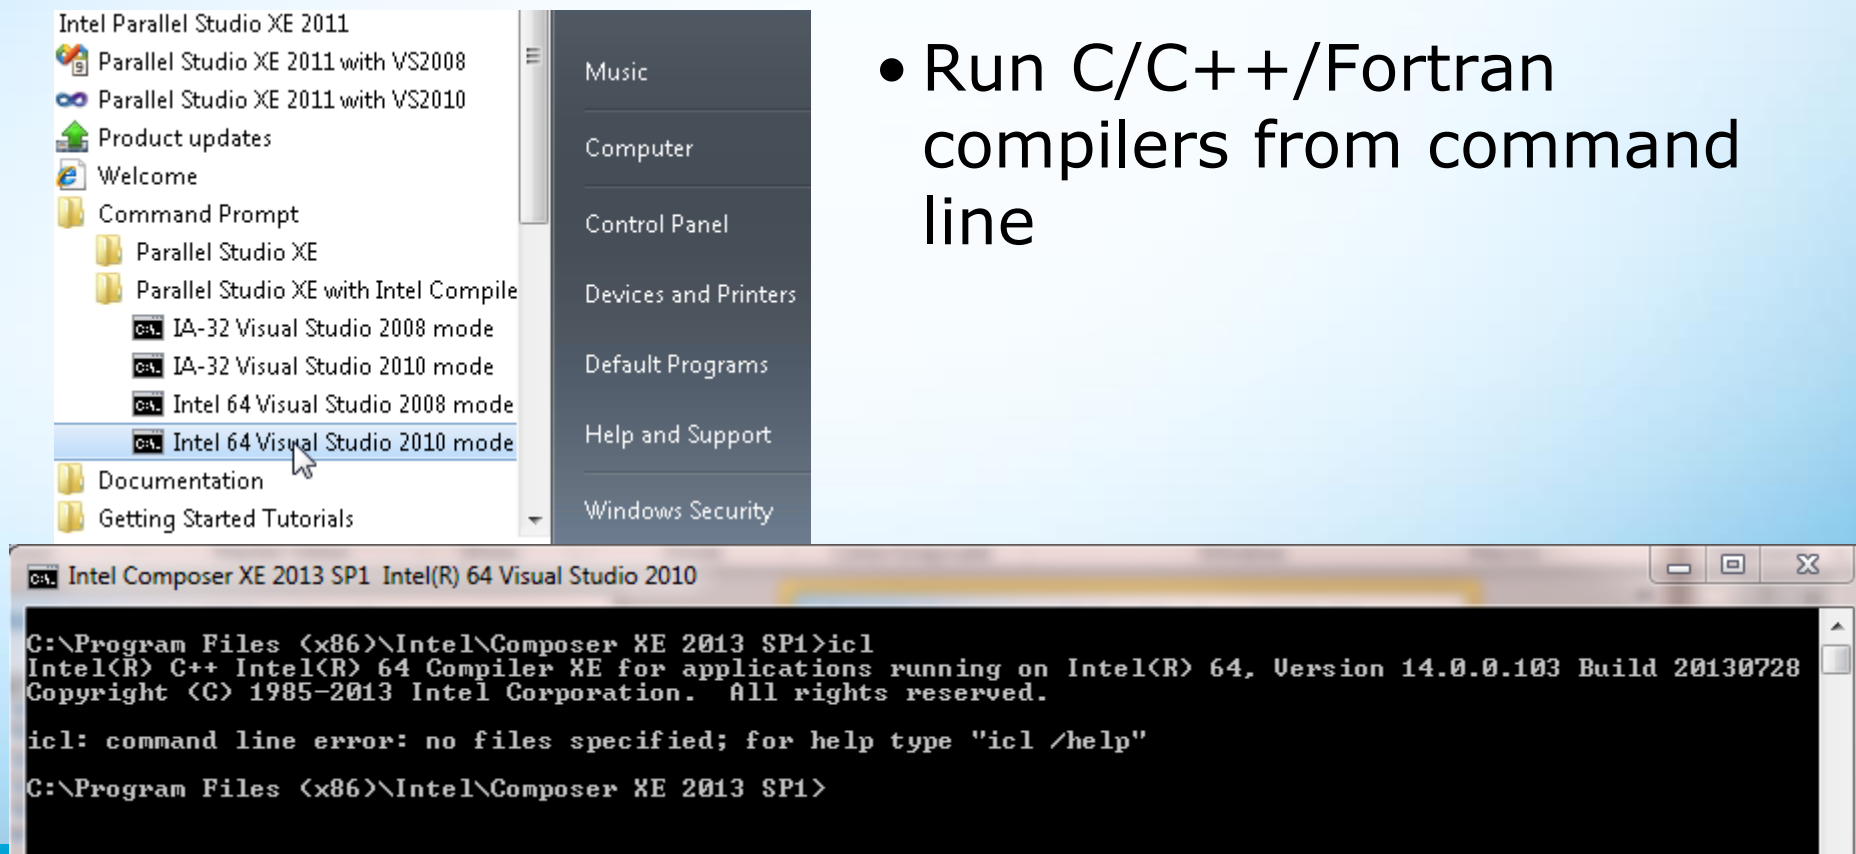 Intel Parallel Studio XE 2011
Parallel Studio XE 2011 with VS2008
Parallel Studio XE 2011 with VS2010
Product updates
Welcome
Command Prompt
Parallel Studio XE
Parallel Studio XE with Intel Compile
IA-32 Visual Studio 2008 mode
IA-32 Visual Studio 2010 mode
Intel 64 Visual Studio 2008 mode
Intel 64 Visual Studio 2010 mode
Documentation
Getting Started Tutorials
Music
Computer
Control Panel
Devices and Printers
Default Programs
Help and Support
Windows Security
• Run C/C++/Fortran
compilers from command
line
Intel Composer XE 2013 SP1 Intel(R) 64 Visual Studio 2010
C:\Program Files (x86)\Intel\Composer XE 2013 SP1>icl
Intel(R) C++ Intel(R) 64 Compiler XE for applications running on Intel(R) 64, Version 14.0.0.103 Build 20130728
Copyright (C) 1985-2013 Intel Corporation.  All rights reserved.
icl: command line error: no files specified; for help type "icl /help"
C:\Program Files (x86)\Intel\Composer XE 2013 SP1>